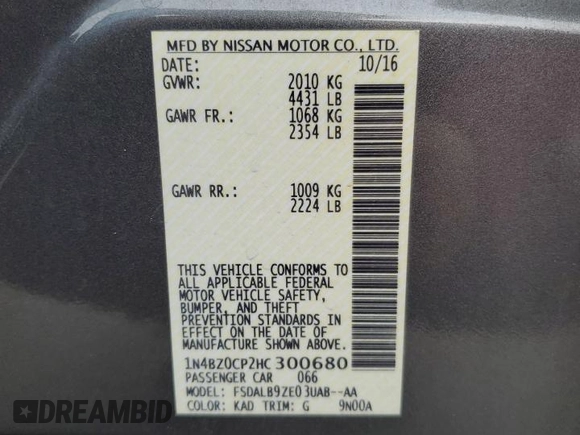 MFD BY NISSAN MOTOR CO., LTD.
DATE: 10/16
GVWR: 2010 KG
4431 LB
GAWR FR.: 1068 KG
2354 LB
GAWR RR.: 1009 KG
2224 LB
THIS VEHICLE CONFORMS TO
ALL APPLICABLE FEDERAL
MOTOR VEHICLE SAFETY,
BUMPER, AND THEFT
PREVENTION STANDARDS IN
EFFECT ON THE DATE OF
MANUFACTURE SHOWN ABOVE.
1N4BZ0CP2HC300680
PASSENGER CAR 066
MODEL: FSDALB9ZE03UAB--AA
COLOR: KAD TRIM: G 9N00A
STAT.VIN